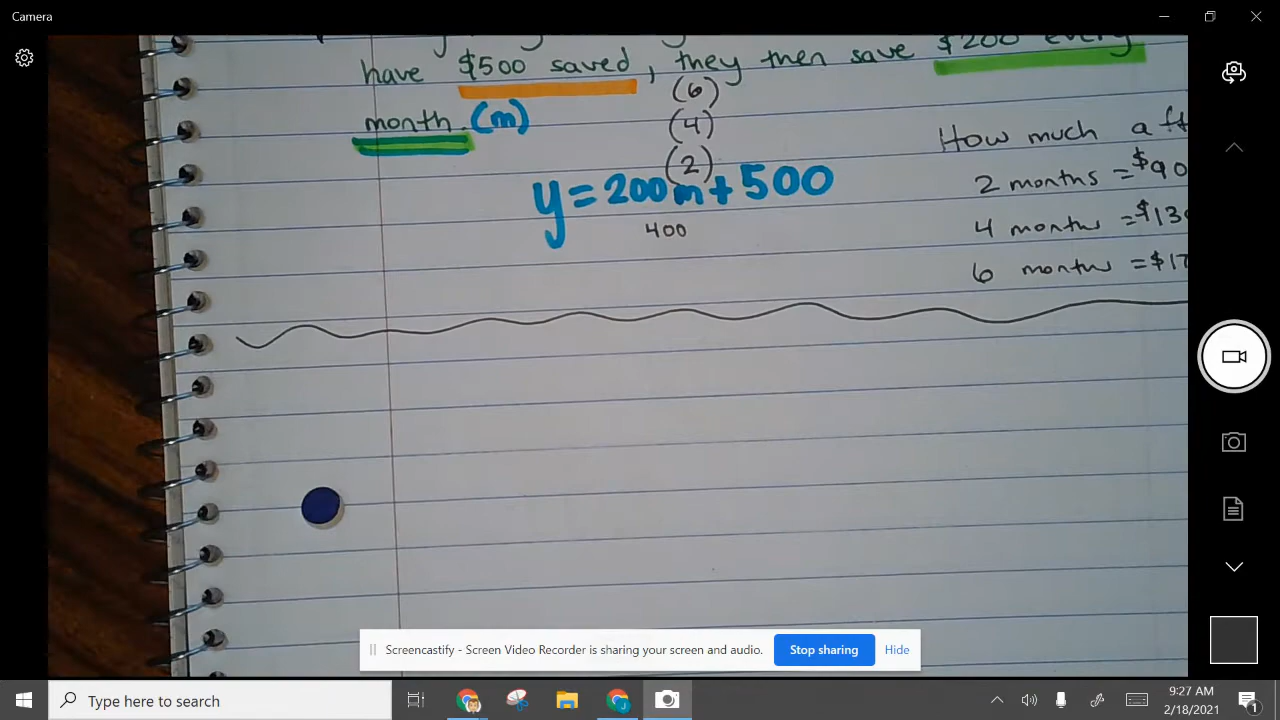 Camera
have $500 saved, they then save $200 every
month. (m)
(6)
(4)
(2)
y = 200m + 500
400
How much aft
2 months = $90
4 months = $13
6 months = $17
Screencastify - Screen Video Recorder is sharing your screen and audio.
Stop sharing
Hide
Type here to search
9:27 AM
2/18/2021
1